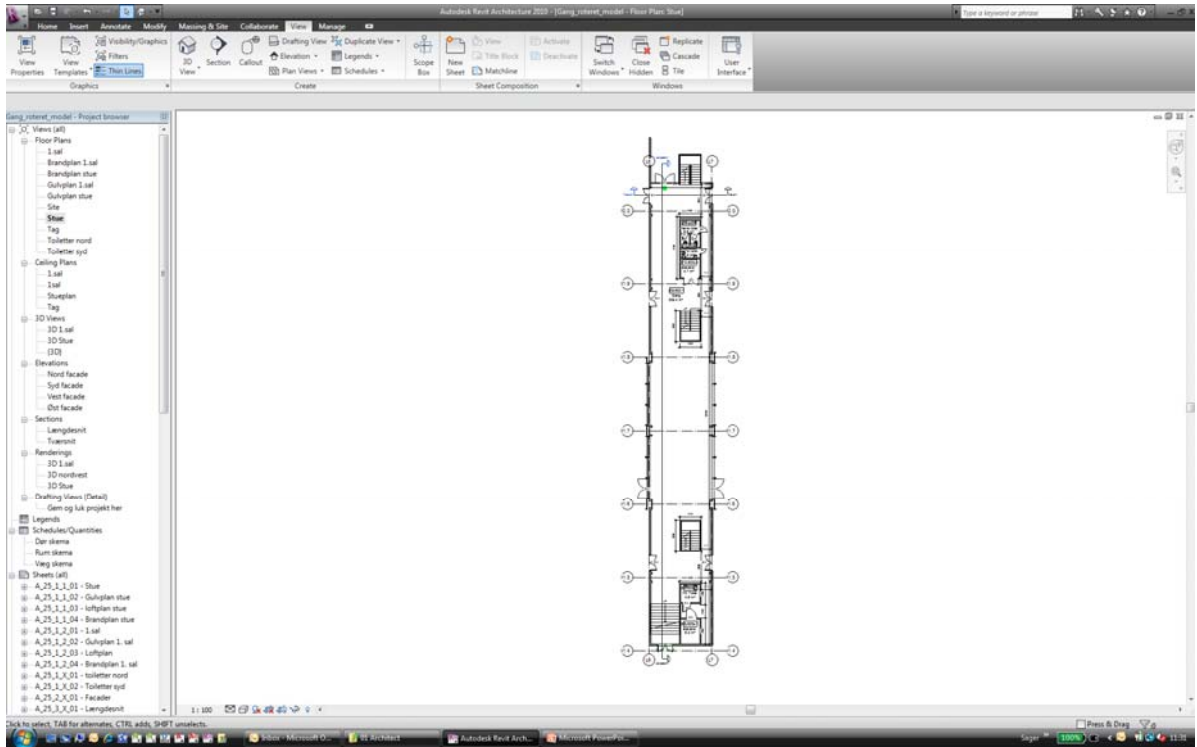 Autodesk Revit Architecture 2010 - [Gang_roteret_model - Floor Plan: Stue]
Type a keyword or phrase
Home Insert Annotate Modify Massing & Site Collaborate View Manage
View Properties
View Templates
Visibility/Graphics
Filters
Thin Lines
Graphics
3D View
Section
Callout
Drafting View
Elevation
Plan Views
Duplicate View
Legends
Schedules
Create
Scope Box
New Sheet
View
Title Block
Matchline
Activate
Deactivate
Sheet Composition
Switch Windows
Close Hidden
Replicate
Cascade
Tile
Windows
User Interface
Gang_roteret_model - Project browser
Views (all)
Floor Plans
1.sal
Brandplan 1.sal
Brandplan stue
Gulvplan 1.sal
Gulvplan stue
Site
Stue
Tag
Toiletter nord
Toiletter syd
Ceiling Plans
1.sal
1sal
Stueplan
Tag
3D Views
3D 1.sal
3D Stue
{3D}
Elevations
Nord facade
Syd facade
Vest facade
Øst facade
Sections
Længdesnit
Tværsnit
Renderings
3D 1.sal
3D nordvest
3D Stue
Drafting Views (Detail)
Gem og luk projekt her
Legends
Schedules/Quantities
Dør skema
Rum skema
Væg skema
Sheets (all)
A_25_1_1_01 - Stue
A_25_1_1_02 - Gulvplan stue
A_25_1_1_03 - loftplan stue
A_25_1_1_04 - Brandplan stue
A_25_1_2_01 - 1.sal
A_25_1_2_02 - Gulvplan 1. sal
A_25_1_2_03 - Loftplan
A_25_1_2_04 - Brandplan 1. sal
A_25_1_X_01 - toiletter nord
A_25_1_X_02 - Toiletter syd
A_25_2_X_01 - Facader
A_25_3_X_01 - Længdesnit
1 : 100
Click to select, TAB for alternates, CTRL adds, SHIFT unselects.
Press & Drag
Inbox - Microsoft O...
01 Architect
Autodesk Revit Arch...
Microsoft PowerPoi...
Søger
100%
11:31